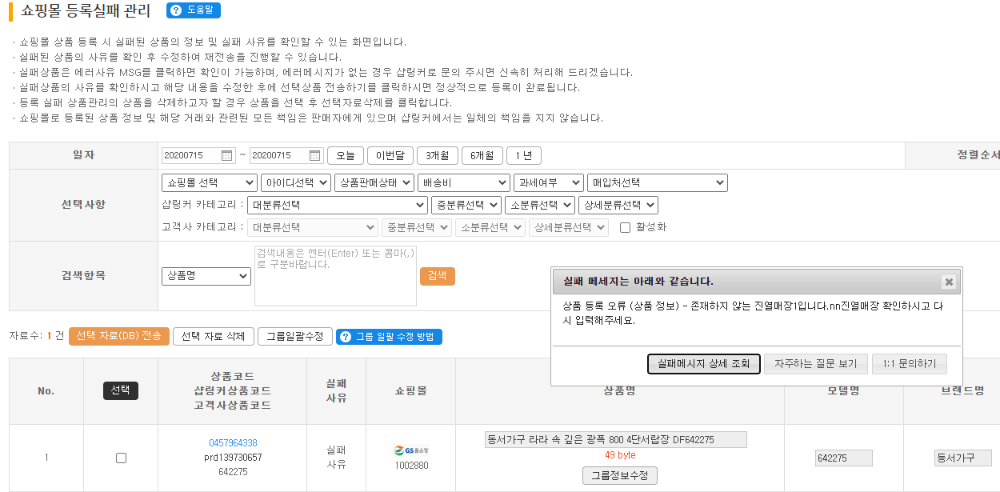 쇼핑몰 등록실패 관리 ? 도움말
· 쇼핑몰 상품 등록 시 실패된 상품의 정보 및 실패 사유를 확인할 수 있는 화면입니다.
· 실패된 상품의 사유를 확인 후 수정하여 재전송을 진행할 수 있습니다.
· 실패상품은 에러사유 MSG를 클릭하면 확인이 가능하며, 에러메시지가 없는 경우 샵링커로 문의 주시면 신속히 처리해 드리겠습니다.
· 실패상품의 사유를 확인하시고 해당 내용을 수정한 후에 선택상품 전송하기를 클릭하시면 정상적으로 등록이 완료됩니다.
· 등록 실패 상품관리의 상품을 삭제하고자 할 경우 상품을 선택 후 선택자료삭제를 클릭합니다.
· 쇼핑몰로 등록된 상품 정보 및 해당 거래와 관련된 모든 책임은 판매자에게 있으며 샵링커에서는 일체의 책임을 지지 않습니다.
일자 20200715 ~ 20200715 오늘 이번달 3개월 6개월 1 년 정렬순서
선택사항 쇼핑몰 선택 아이디선택 상품판매상태 배송비 과세여부 매입처선택
샵링커 카테고리 : 대분류선택 중분류선택 소분류선택 상세분류선택
고객사 카테고리 : 대분류선택 중분류선택 소분류선택 상세분류선택 활성화
검색항목 상품명 검색내용은 엔터(Enter) 또는 콤마(,)
로 구분바랍니다.
검색
실패 메세지는 아래와 같습니다.
상품 등록 오류 (상품 정보) - 존재하지 않는 진열매장1입니다.nn진열매장 확인하시고 다
시 입력해주세요.
실패메시지 상세 조회 자주하는 질문 보기 1:1 문의하기
자료수: 1 건 선택 자료(DB) 전송 선택 자료 삭제 그룹일괄수정 ? 그룹 일괄 수정 방법
No. 선택 상품코드
샵링커상품코드
고객사상품코드
실패
사유
쇼핑몰 상품명 모델명 브랜드명
1 0457964338
prd139730657
642275
실패
사유
GS홈쇼핑
1002880
동서가구 라라 속 깊은 광폭 800 4단서랍장 DF642275
49 byte
그룹정보수정
642275 동서가구